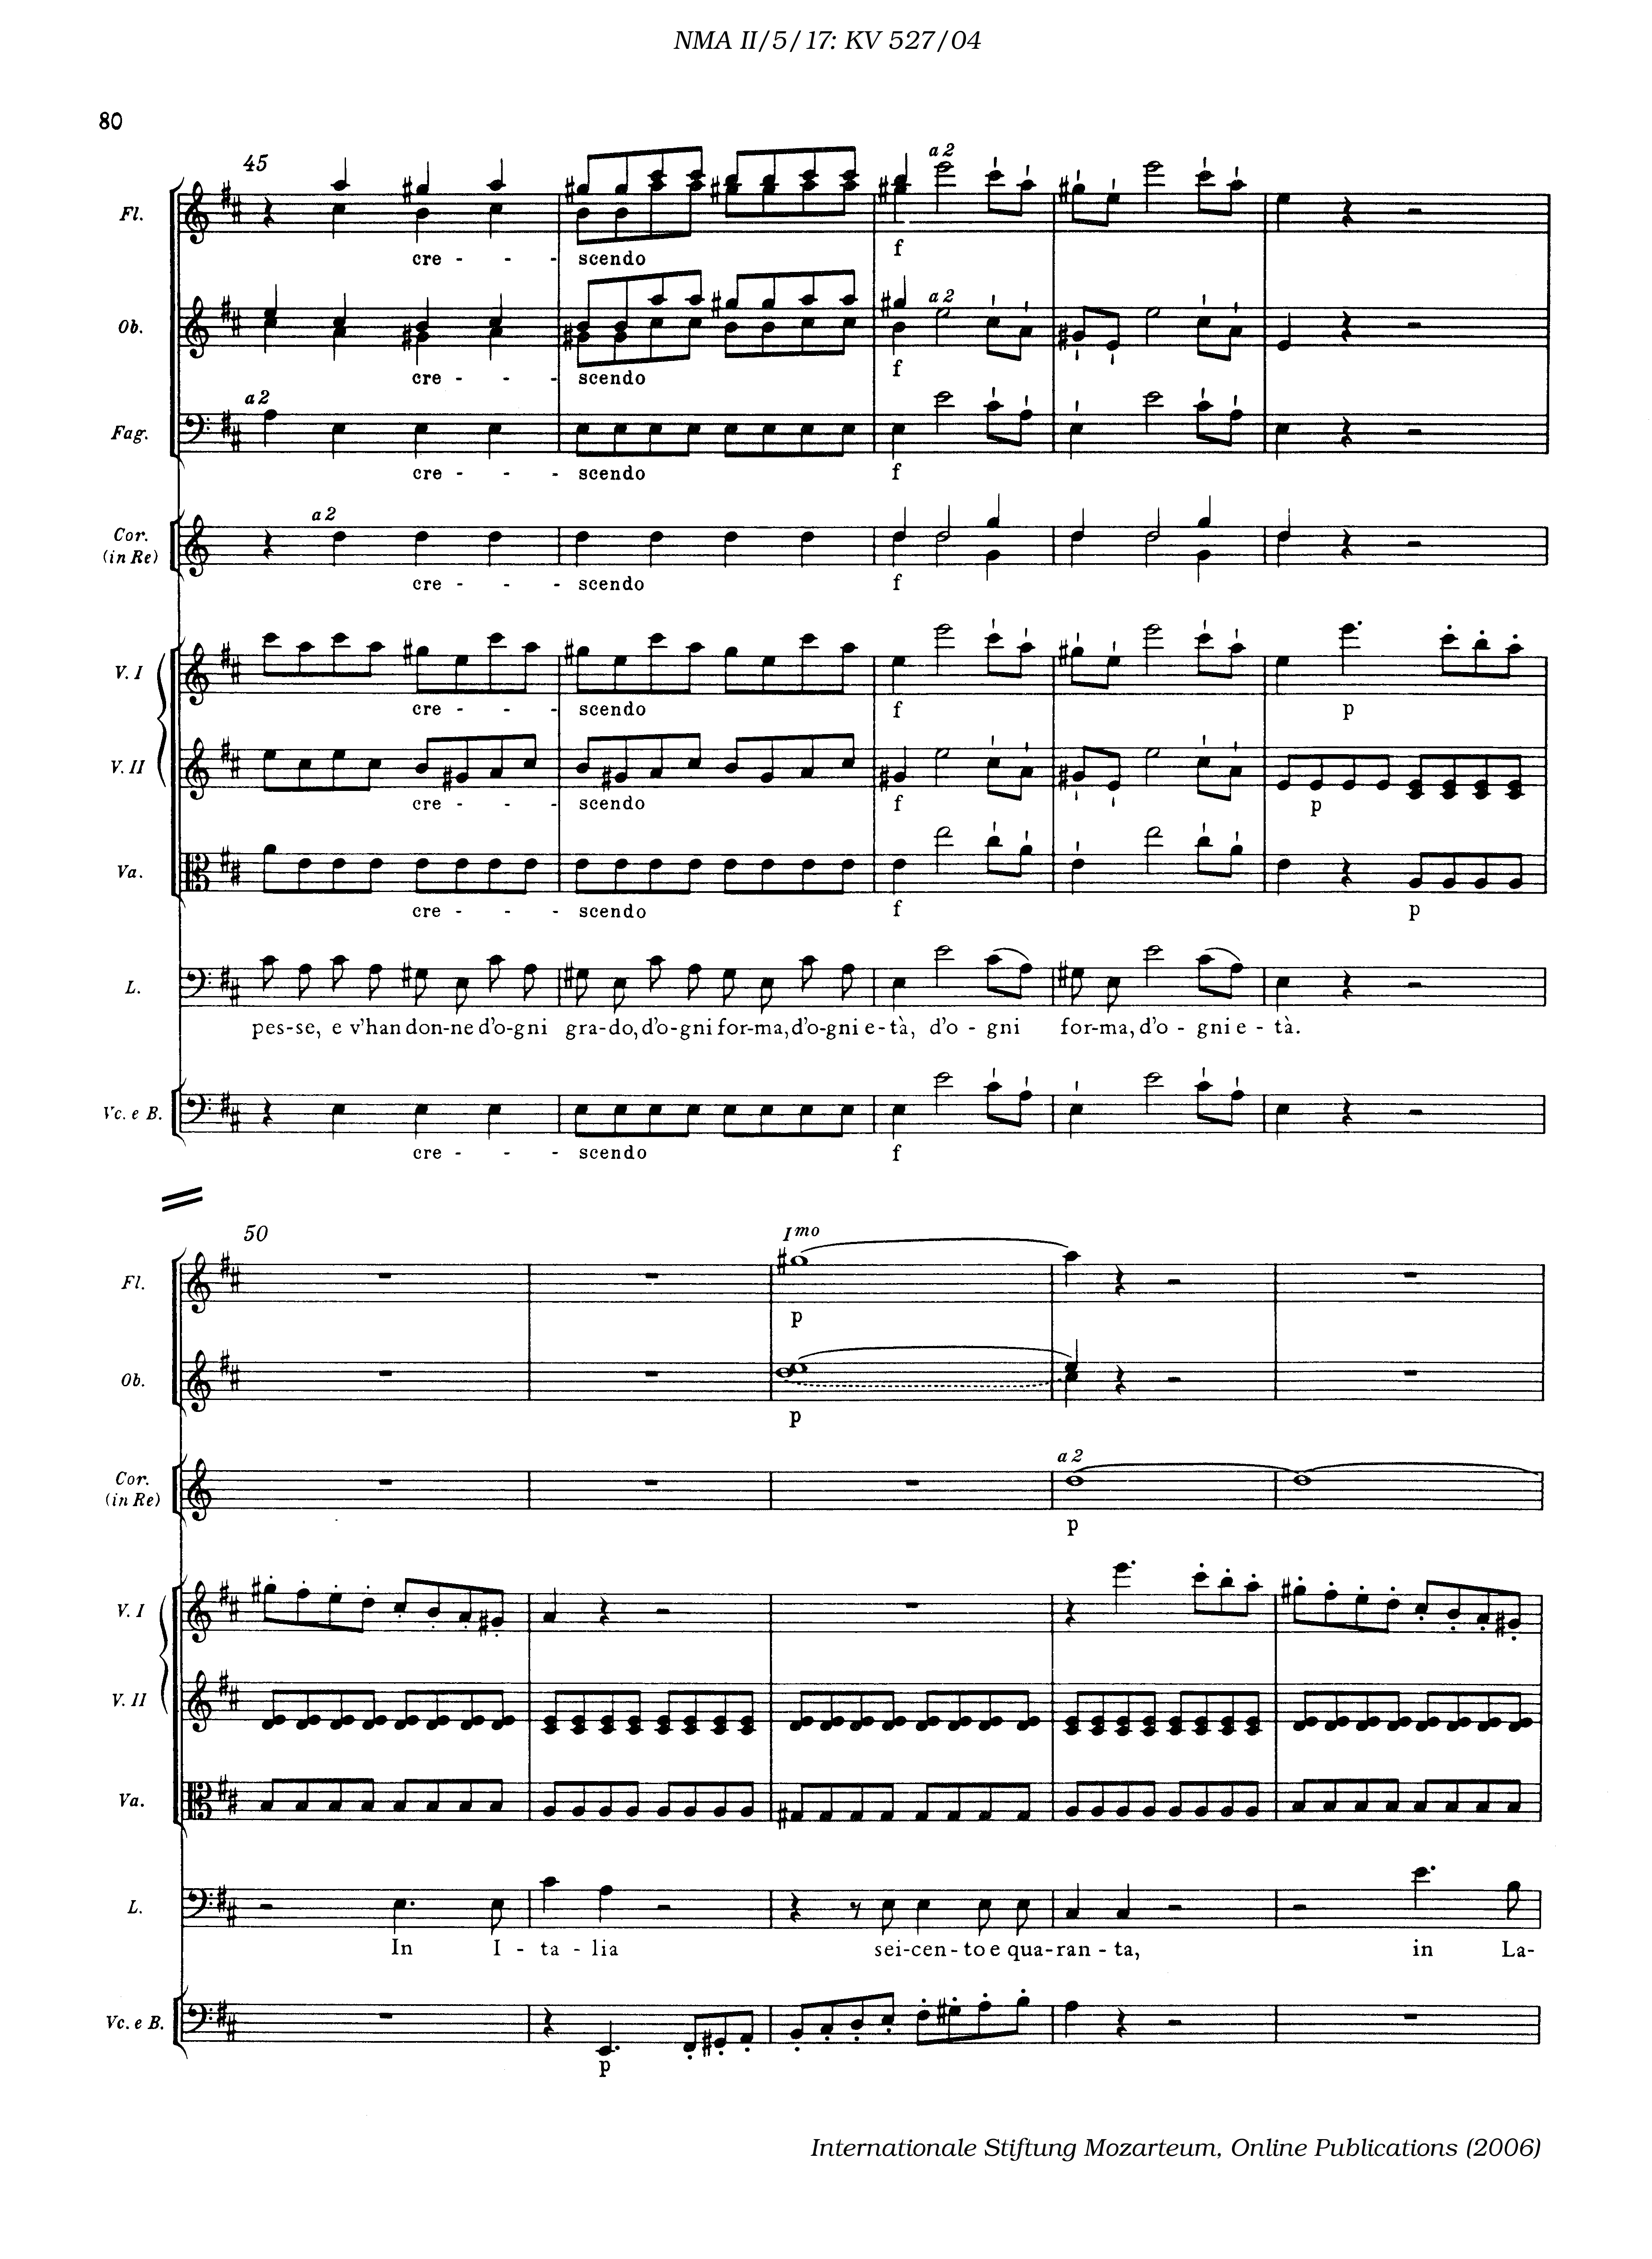 NMA II/5/17: KV 527/04
80
45
a 2
Fl.
f
cre - - - scendo
a 2
Ob.
cre - - - scendo
f
a 2
Fag.
cre - - - scendo
f
a 2
Cor.
(in Re)
cre - - - scendo
f
V. I
cre - - - scendo
f
p
V. II
cre - - - scendo
f
p
Va.
cre - - - scendo
f
p
L.
pes-se, e v'han don-ne d'o-gni gra-do, d'o-gni for-ma, d'o-gni e-tà, d'o - gni for-ma, d'o - gni e - tà.
Vc. e B.
cre - - - scendo
f
50
Imo
Fl.
p
Ob.
p
a 2
Cor.
(in Re)
p
V. I
V. II
Va.
L.
In I - ta - lia sei-cen-to e qua-ran - ta, in La-
Vc. e B.
p
Internationale Stiftung Mozarteum, Online Publications (2006)